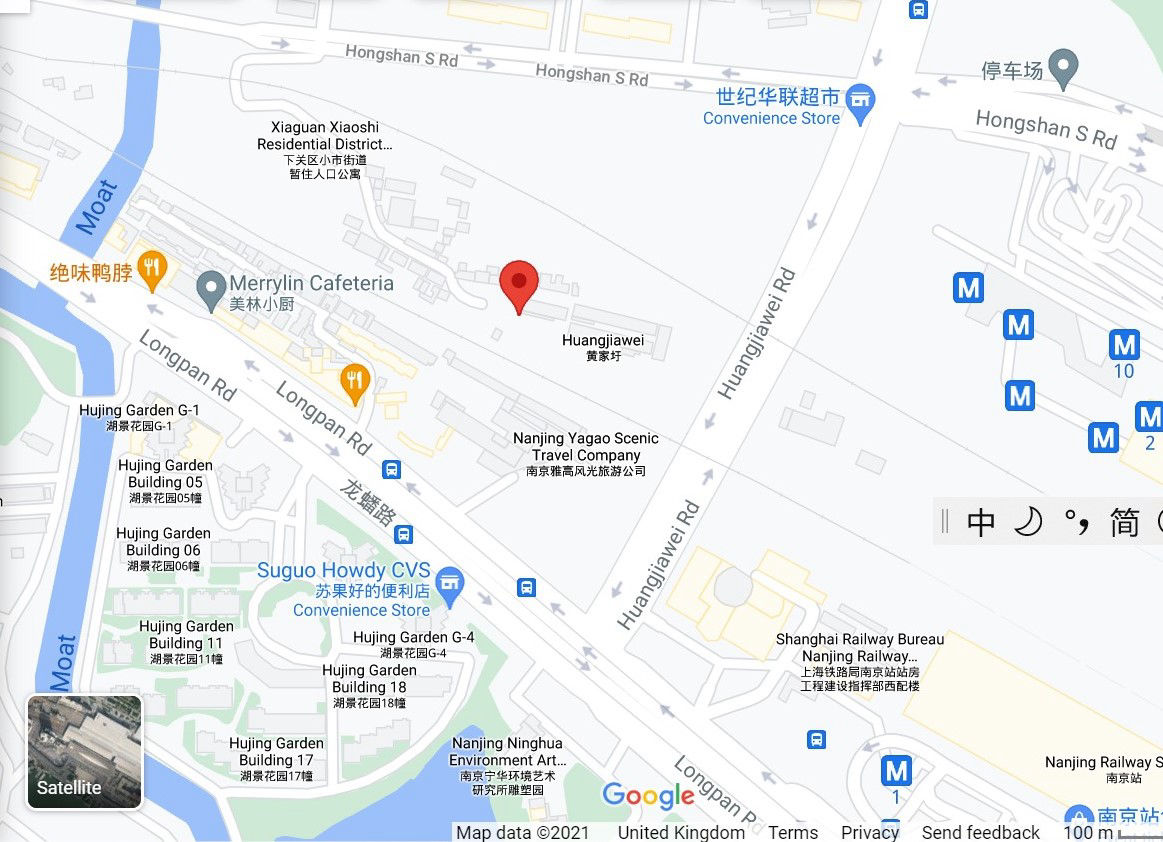 Hongshan S Rd
Hongshan S Rd
停车场
世纪华联超市
Convenience Store
Hongshan S Rd
Xiaguan Xiaoshi
Residential District...
下关区小市街道
暂住人口公寓
Moat
绝味鸭脖
Merrylin Cafeteria
美林小厨
Huangjiawei Rd
Huangjiawei
黄家圩
M
M
M
10
M
M
M
2
Longpan Rd
Longpan Rd
Hujing Garden G-1
湖景花园G-1
Nanjing Yagao Scenic
Travel Company
南京雅高风光旅游公司
Hujing Garden
Building 05
湖景花园05幢
龙蟠路
Huangjiawei Rd
中
简
Hujing Garden
Building 06
湖景花园06幢
Suguo Howdy CVS
苏果好的便利店
Convenience Store
Hujing Garden
Building 11
湖景花园11幢
Hujing Garden G-4
湖景花园G-4
Shanghai Railway Bureau
Nanjing Railway...
上海铁路局南京站站房
工程建设指挥部西配楼
Moat
Hujing Garden
Building 18
湖景花园18幢
Hujing Garden
Building 17
湖景花园17幢
Nanjing Ninghua
Environment Art...
南京宁华环境艺术
研究所雕塑园
Nanjing Railway S
南京站
M
1
Satellite
Longpan Rd
Google
南京站
Map data ©2021 United Kingdom Terms Privacy Send feedback 100 m